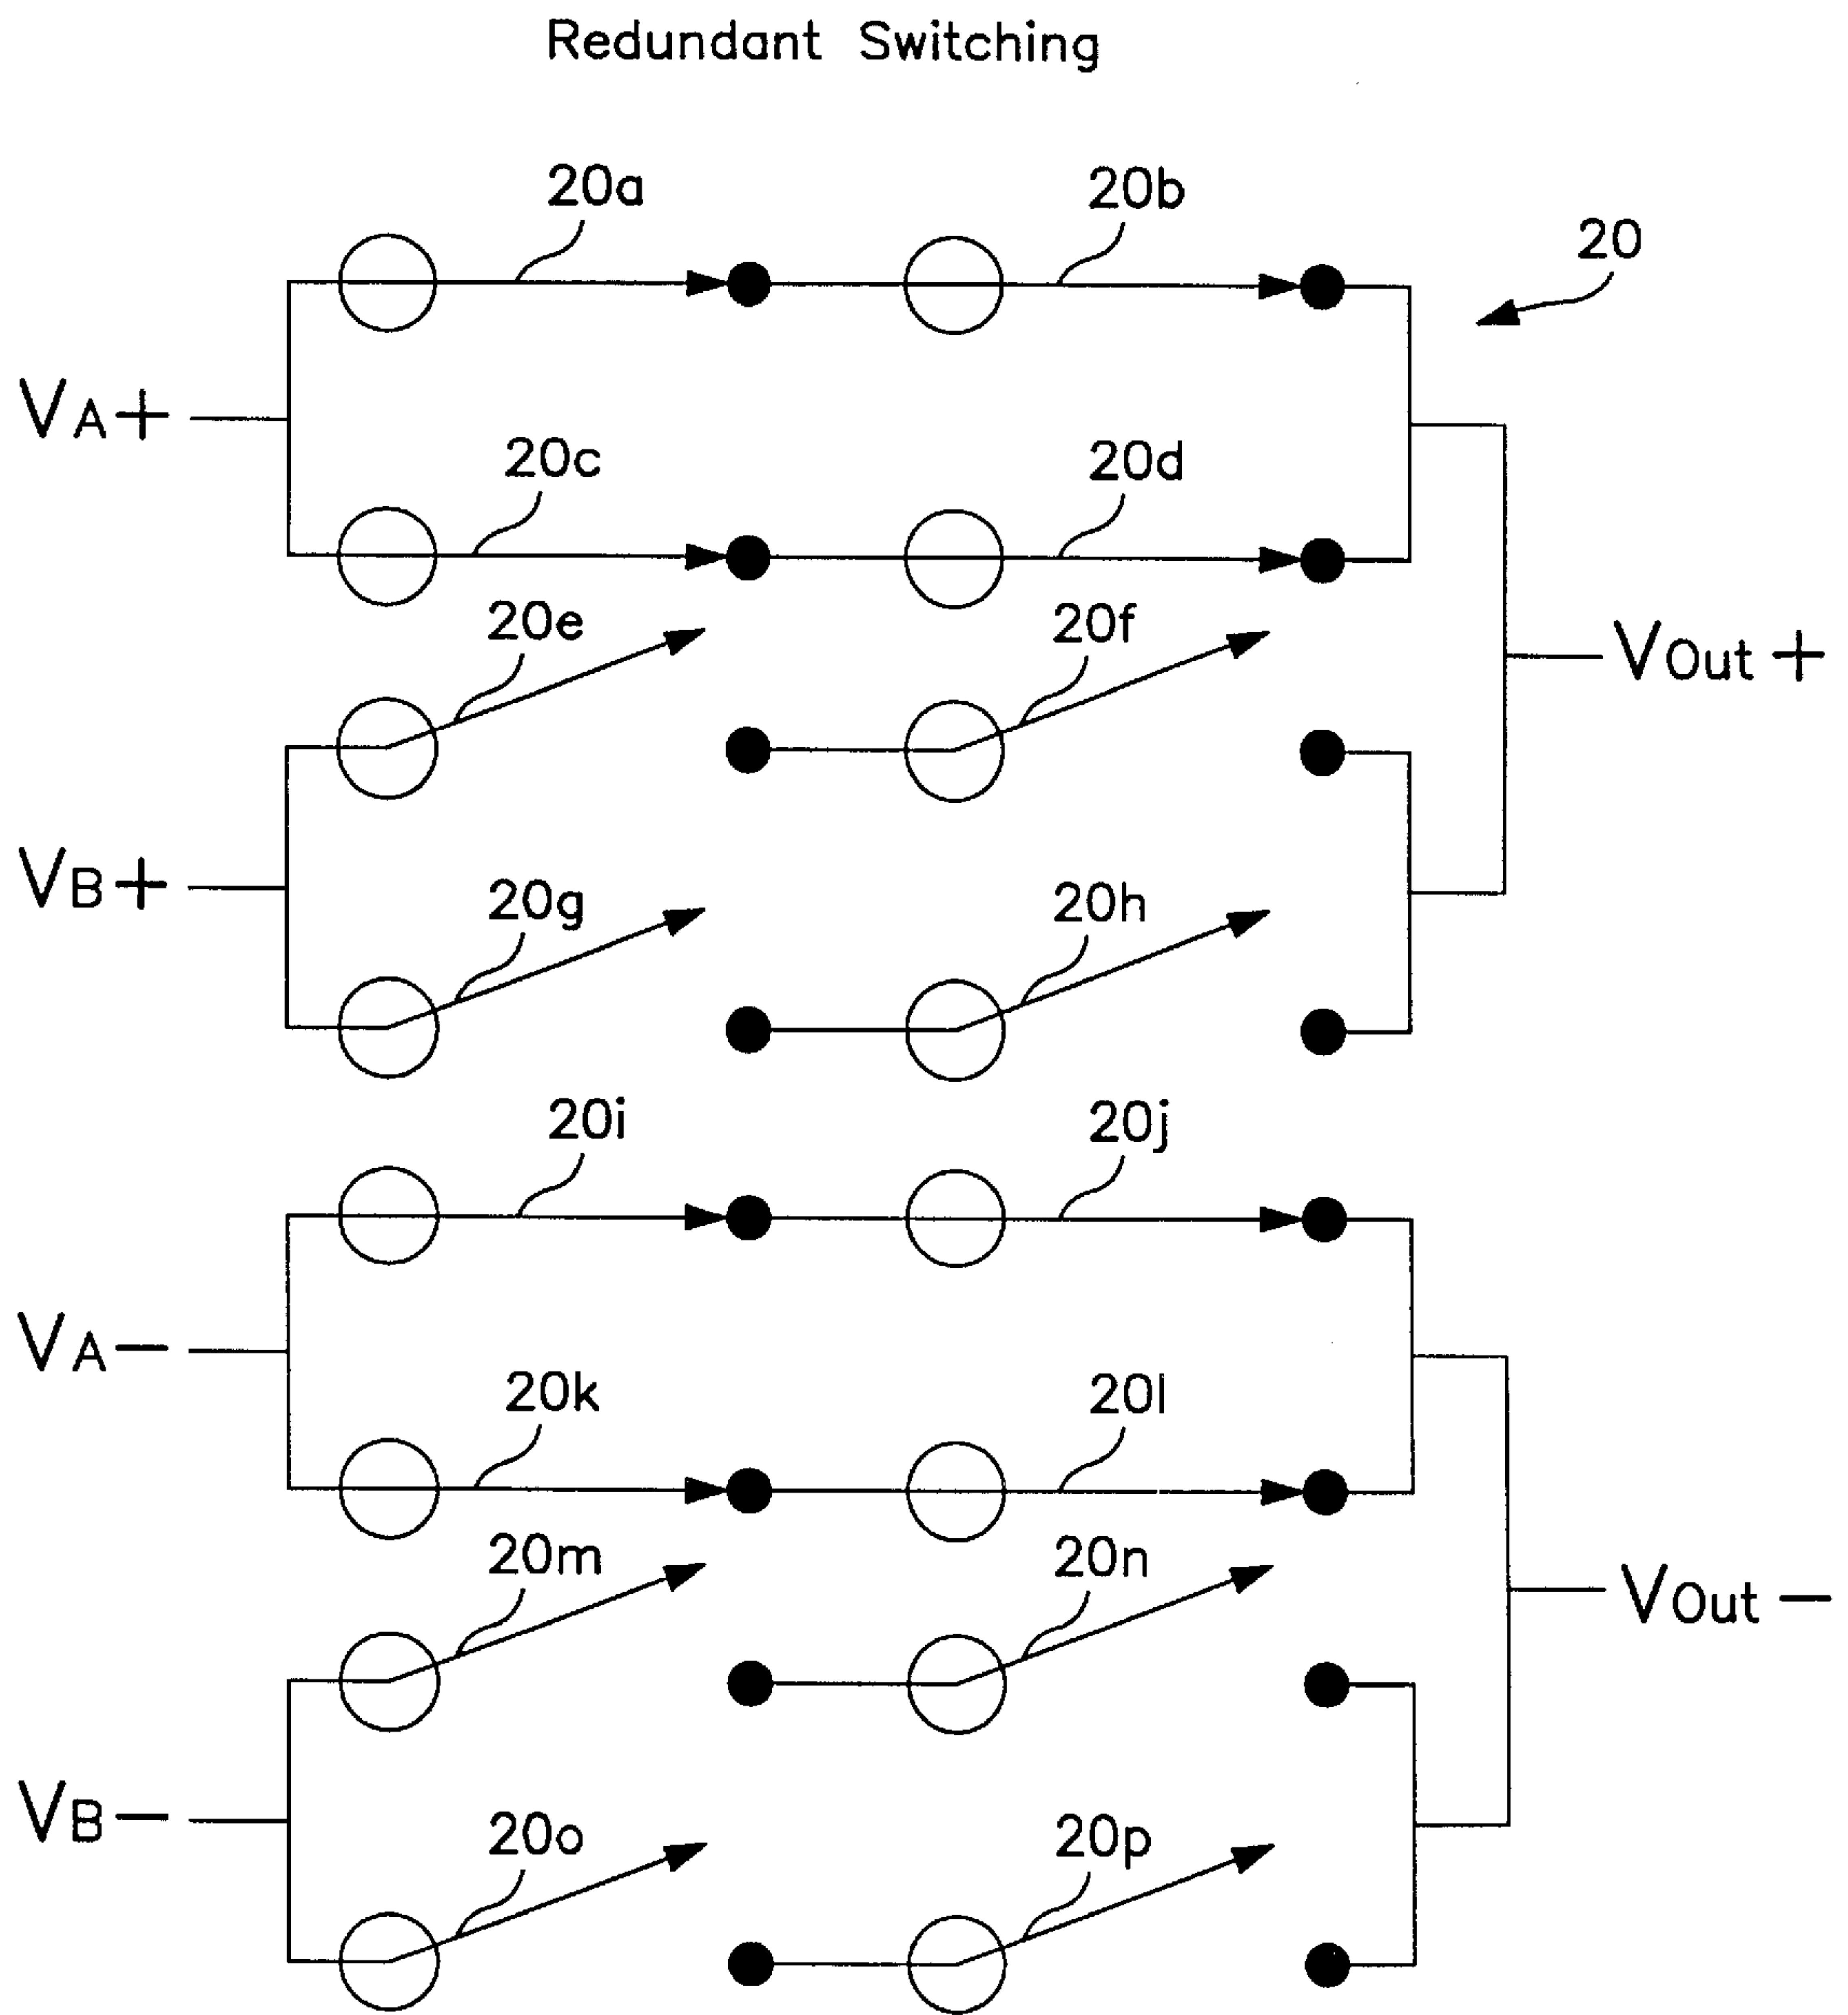 Redundant Switching
20a
20b
20
VA+
20c
20d
20e
20f
VOut+
VB+
20g
20h
20i
20j
VA−
20k
20l
20m
20n
VOut−
VB−
20o
20p